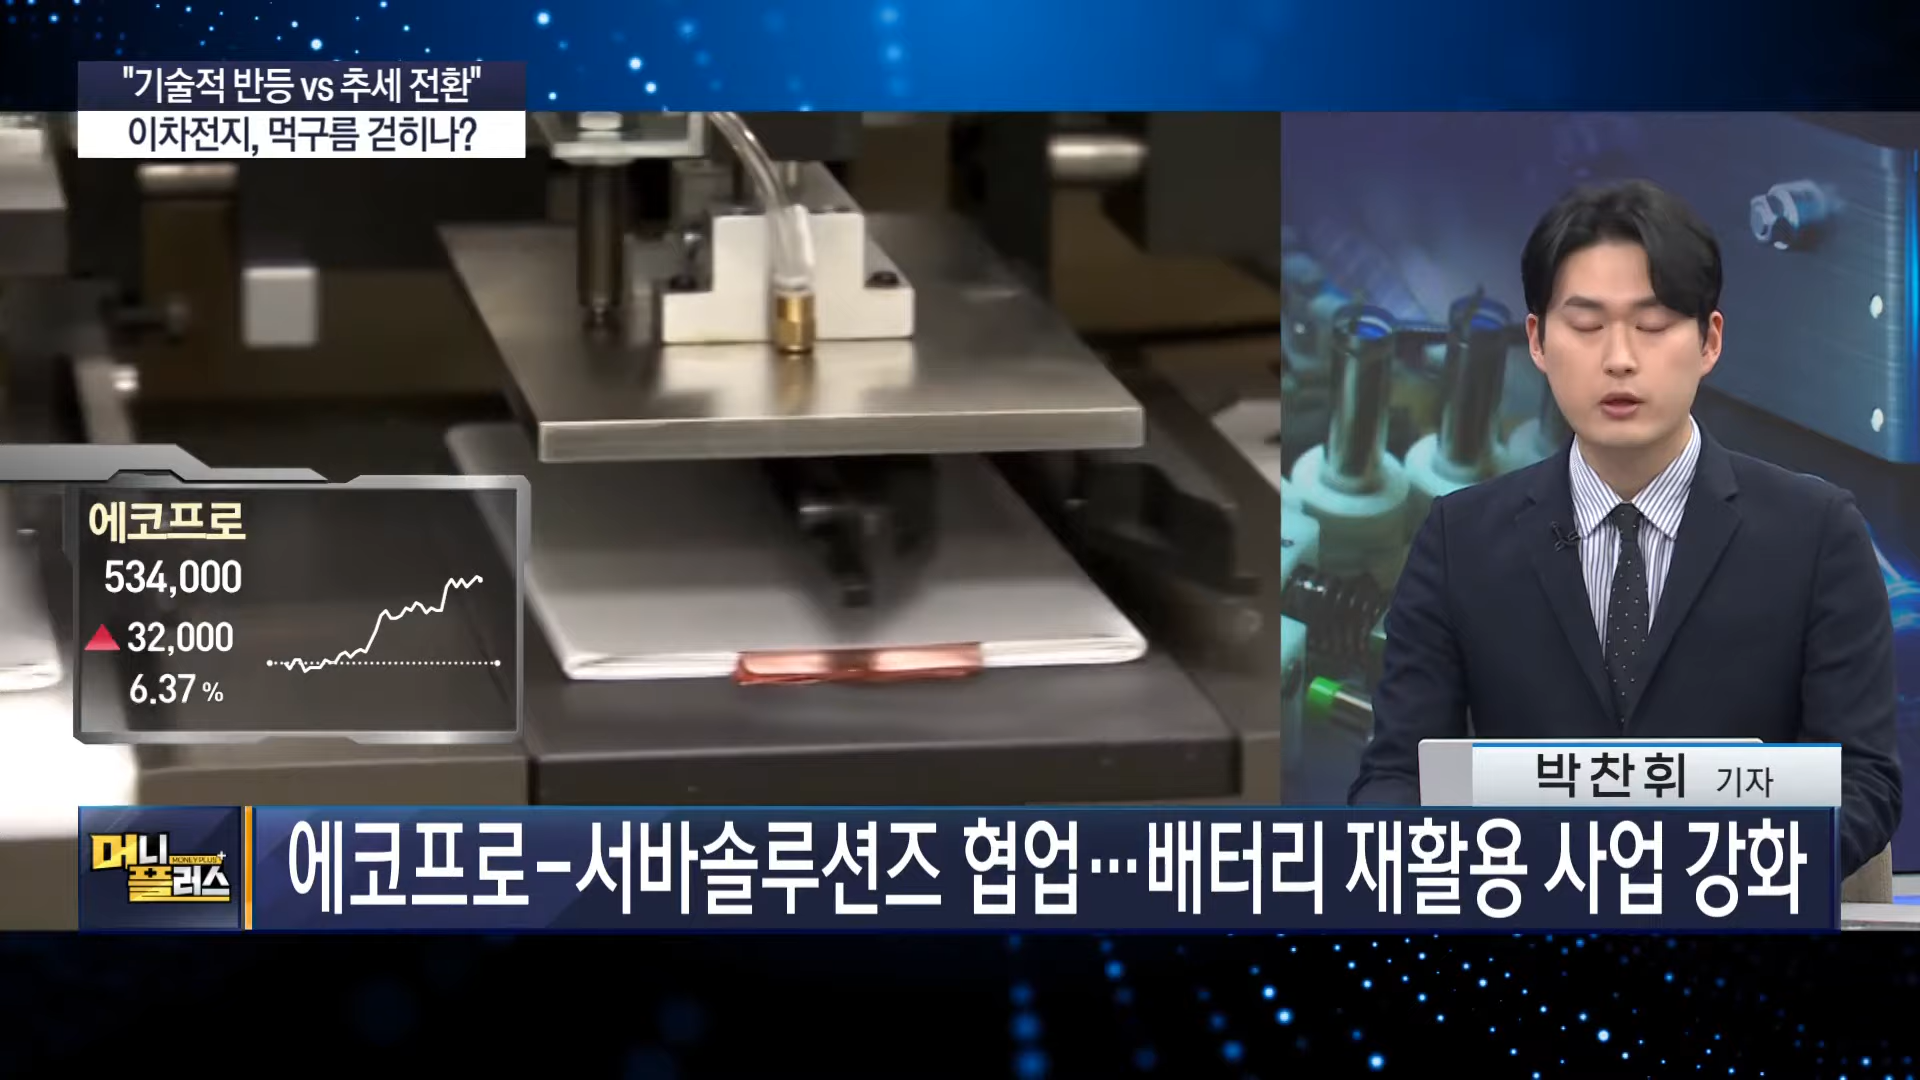 "기술적 반등 vs 추세 전환"
이차전지, 먹구름 걷히나?
에코프로
534,000
▲ 32,000
6.37 %
박찬휘 기자
머니
MONEYPLUS+
플러스
에코프로-서바솔루션즈 협업…배터리 재활용 사업 강화